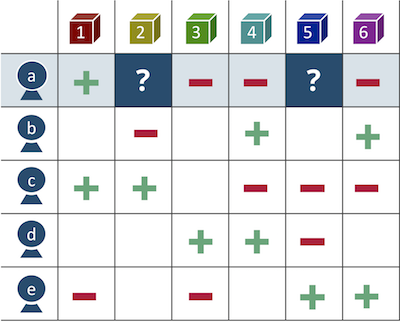 1 2 3 4 5 6
a + ? − − ? −
b − + +
c + + − − −
d + + −
e − − + +